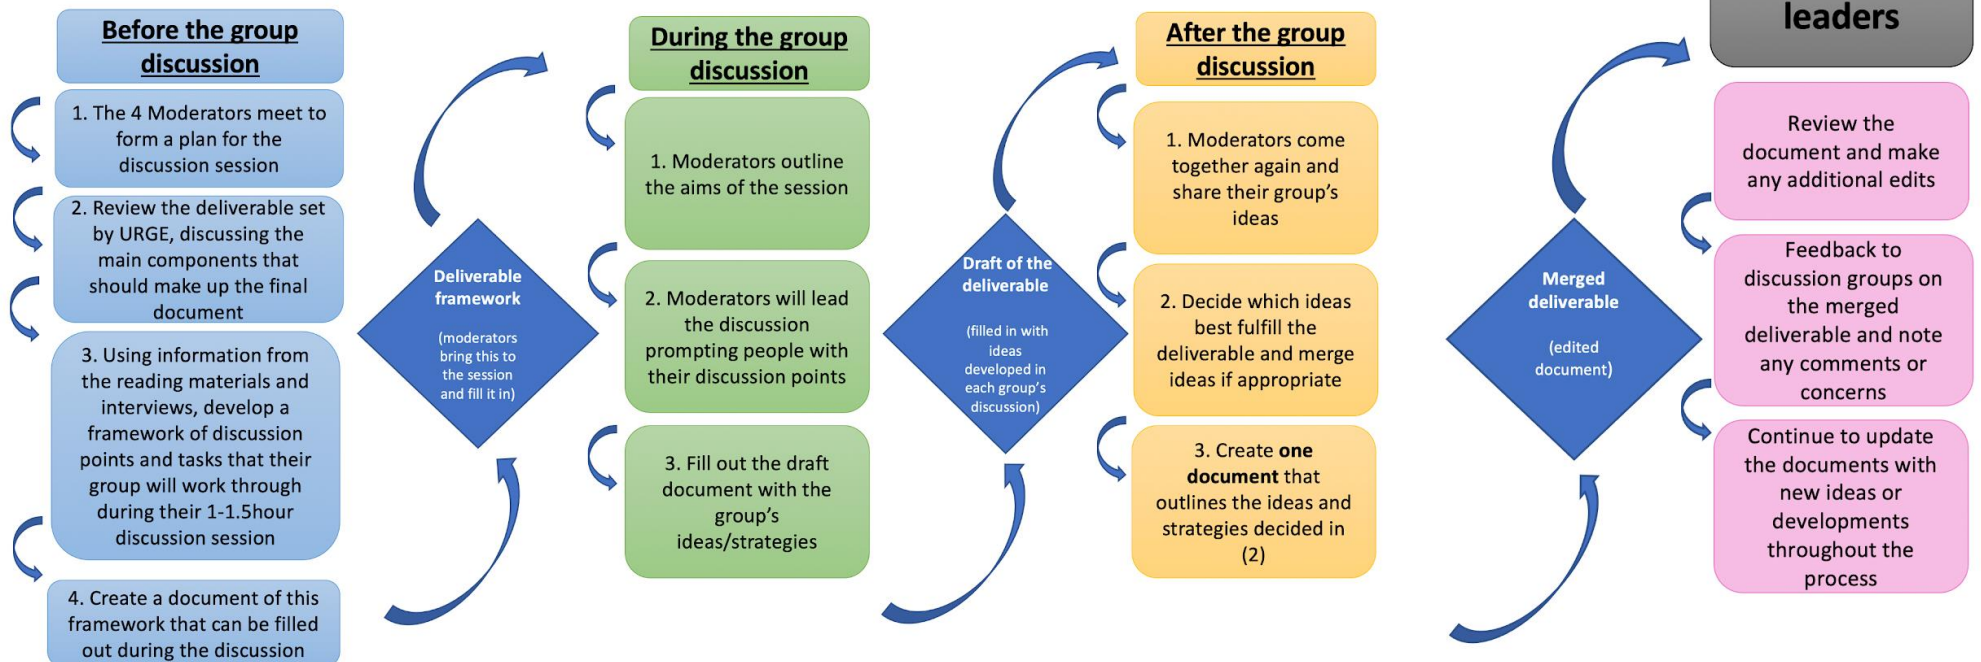 Before the group
discussion
1. The 4 Moderators meet to
form a plan for the
discussion session
2. Review the deliverable set
by URGE, discussing the
main components that
should make up the final
document
3. Using information from
the reading materials and
interviews, develop a
framework of discussion
points and tasks that their
group will work through
during their 1-1.5hour
discussion session
4. Create a document of this
framework that can be filled
out during the discussion
Deliverable
framework
(moderators
bring this to
the session
and fill it in)
During the group
discussion
1. Moderators outline
the aims of the session
2. Moderators will lead
the discussion
prompting people with
their discussion points
3. Fill out the draft
document with the
group's
ideas/strategies
Draft of the
deliverable
(filled in with
ideas
developed in
each group's
discussion)
After the group
discussion
1. Moderators come
together again and
share their group's
ideas
2. Decide which ideas
best fulfill the
deliverable and merge
ideas if appropriate
3. Create one
document that
outlines the ideas and
strategies decided in
(2)
Merged
deliverable
(edited
document)
leaders
Review the
document and make
any additional edits
Feedback to
discussion groups on
the merged
deliverable and note
any comments or
concerns
Continue to update
the documents with
new ideas or
developments
throughout the
process